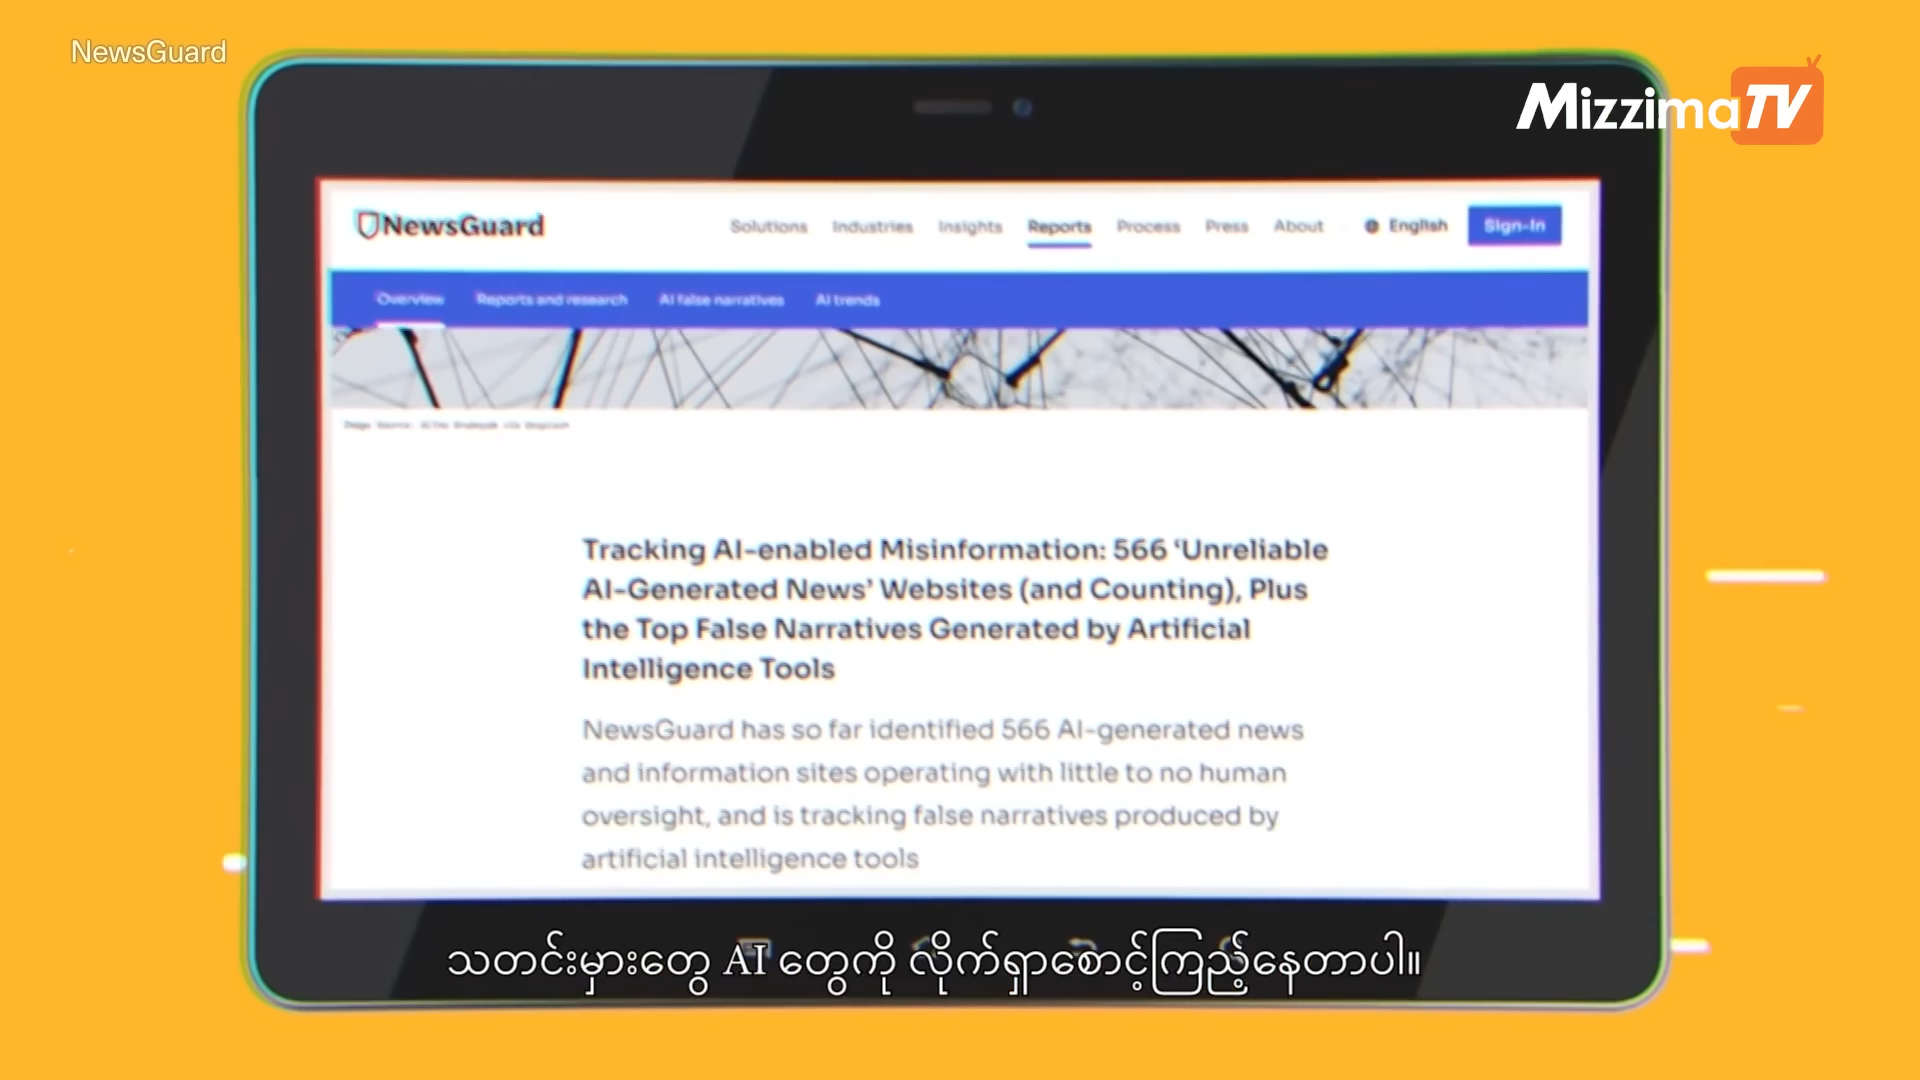 NewsGuard
MizzimaTV
NewsGuard
Solutions Industries Insights Reports Process Press About English Sign-In
Overview Reports and research AI false narratives AI trends
Tracking AI-enabled Misinformation: 566 ‘Unreliable
AI-Generated News’ Websites (and Counting), Plus
the Top False Narratives Generated by Artificial
Intelligence Tools
NewsGuard has so far identified 566 AI-generated news
and information sites operating with little to no human
oversight, and is tracking false narratives produced by
artificial intelligence tools
သတင်းမှားတွေ AI တွေကို လိုက်ရှာစောင့်ကြည့်နေတာပါ။